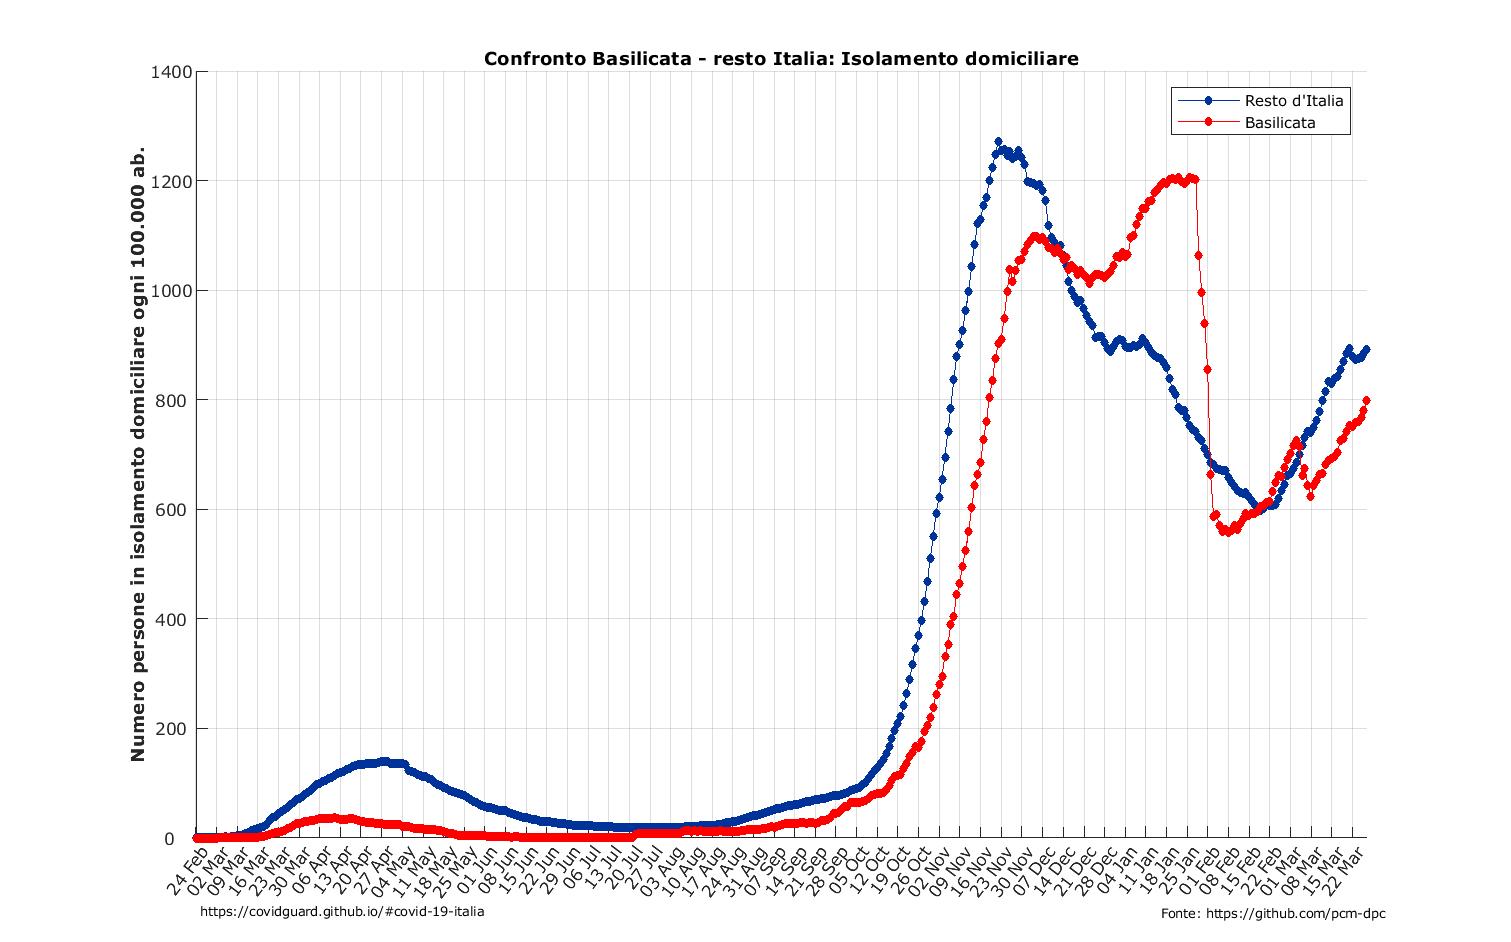 Confronto Basilicata - resto Italia: Isolamento domiciliare
Numero persone in isolamento domiciliare ogni 100.000 ab.
1400
1200
1000
800
600
400
200
0
Resto d'Italia
Basilicata
24 Feb
02 Mar
09 Mar
16 Mar
23 Mar
30 Mar
06 Apr
13 Apr
20 Apr
27 Apr
04 May
11 May
18 May
25 May
01 Jun
08 Jun
15 Jun
22 Jun
29 Jun
06 Jul
13 Jul
20 Jul
27 Jul
03 Aug
10 Aug
17 Aug
24 Aug
31 Aug
07 Sep
14 Sep
21 Sep
28 Sep
05 Oct
12 Oct
19 Oct
26 Oct
02 Nov
09 Nov
16 Nov
23 Nov
30 Nov
07 Dec
14 Dec
21 Dec
28 Dec
04 Jan
11 Jan
18 Jan
25 Jan
01 Feb
08 Feb
15 Feb
22 Feb
01 Mar
08 Mar
15 Mar
22 Mar
https://covidguard.github.io/#covid-19-italia
Fonte: https://github.com/pcm-dpc